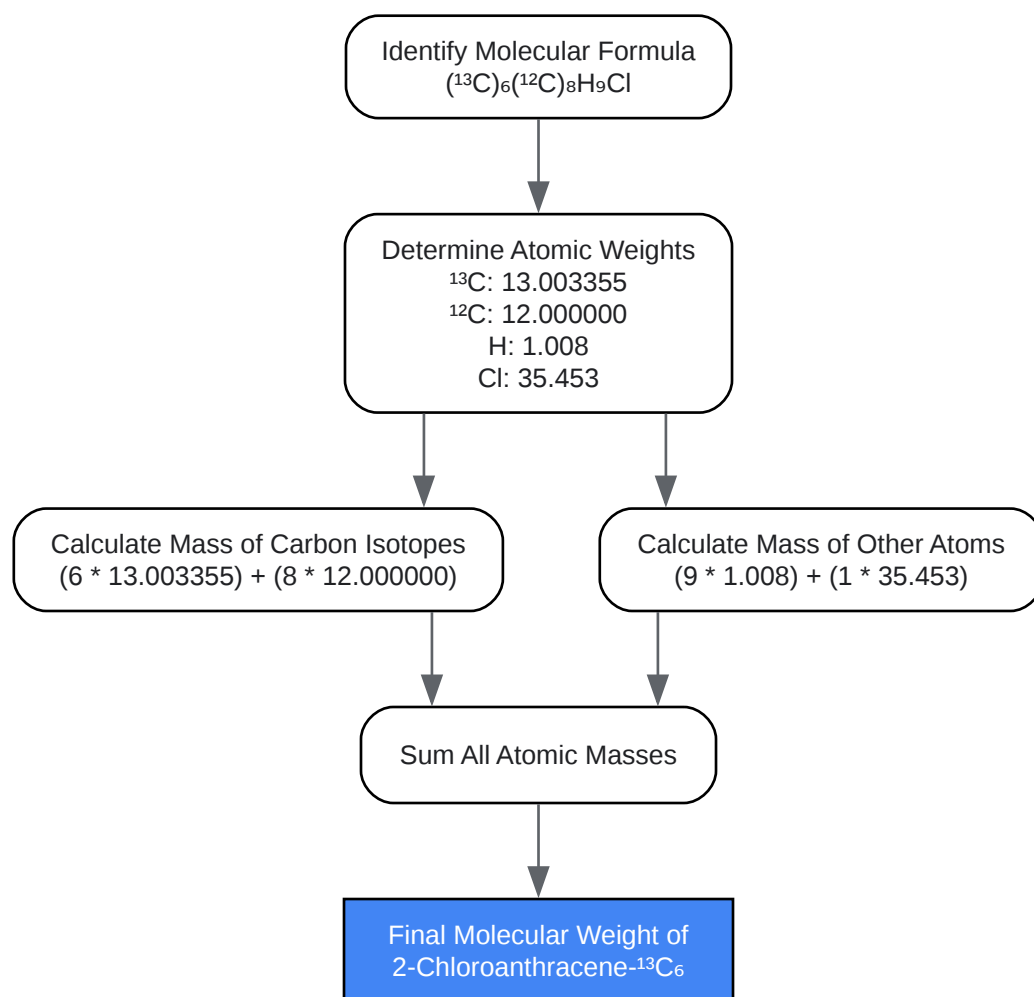 Identify Molecular Formula
(¹³C)₆(¹²C)₈H₉Cl
Determine Atomic Weights
¹³C: 13.003355
¹²C: 12.000000
H: 1.008
Cl: 35.453
Calculate Mass of Carbon Isotopes
(6 * 13.003355) + (8 * 12.000000)
Calculate Mass of Other Atoms
(9 * 1.008) + (1 * 35.453)
Sum All Atomic Masses
Final Molecular Weight of
2-Chloroanthracene-¹³C₆